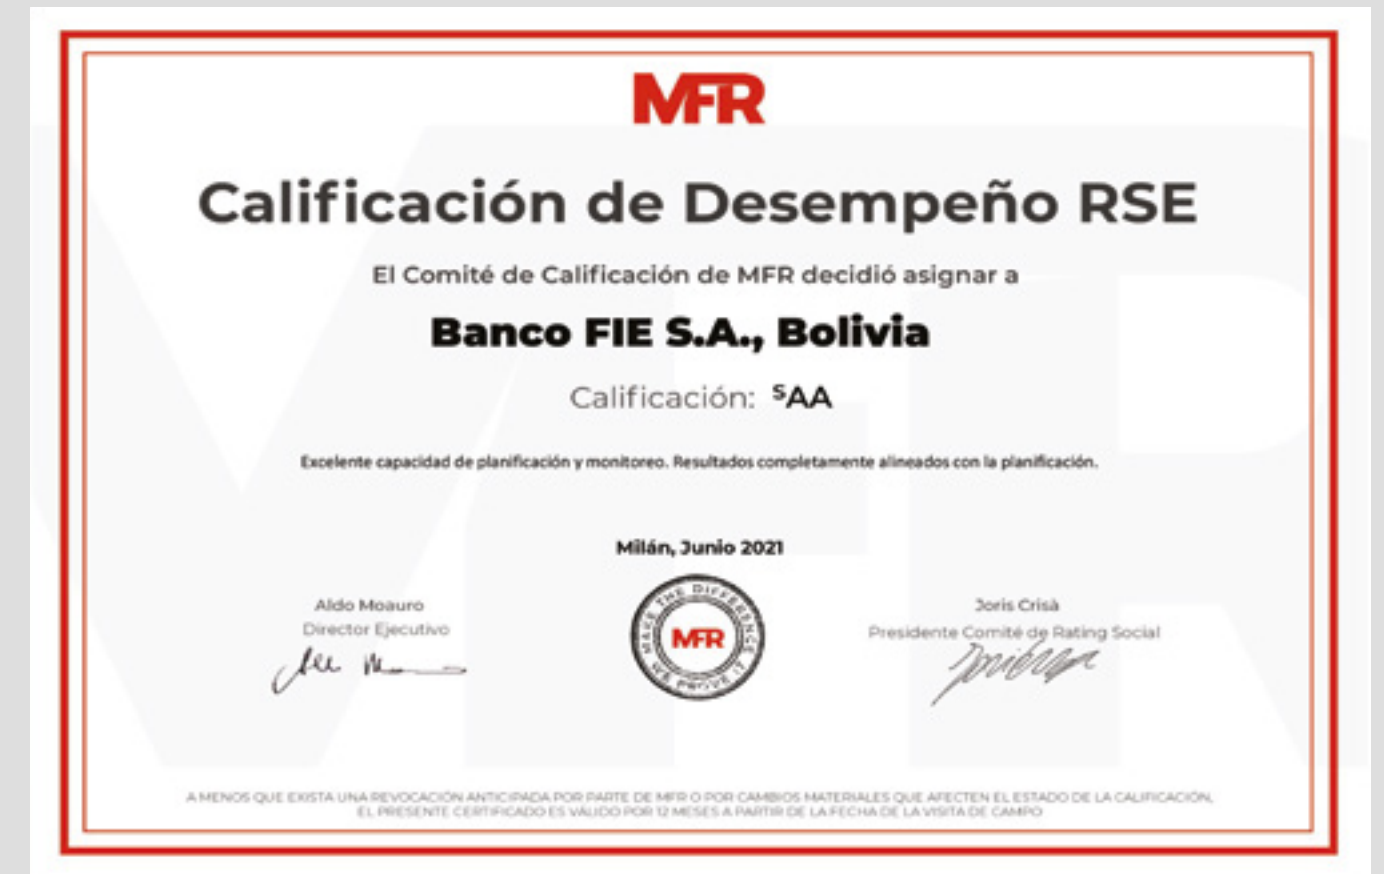 MFR
Calificación de Desempeño RSE
El Comité de Calificación de MFR decidió asignar a
Banco FIE S.A., Bolivia
Calificación: ˢAA
Excelente capacidad de planificación y monitoreo. Resultados completamente alineados con la planificación.
Milán, Junio 2021
Aldo Moauro
Director Ejecutivo
MAKE THE DIFFERENCE
MFR
WE PROVE IT
Joris Crisà
Presidente Comité de Rating Social
A MENOS QUE EXISTA UNA REVOCACIÓN ANTICIPADA POR PARTE DE MFR O POR CAMBIOS MATERIALES QUE AFECTEN EL ESTADO DE LA CALIFICACIÓN,
EL PRESENTE CERTIFICADO ES VÁLIDO POR 12 MESES A PARTIR DE LA FECHA DE LA VISITA DE CAMPO